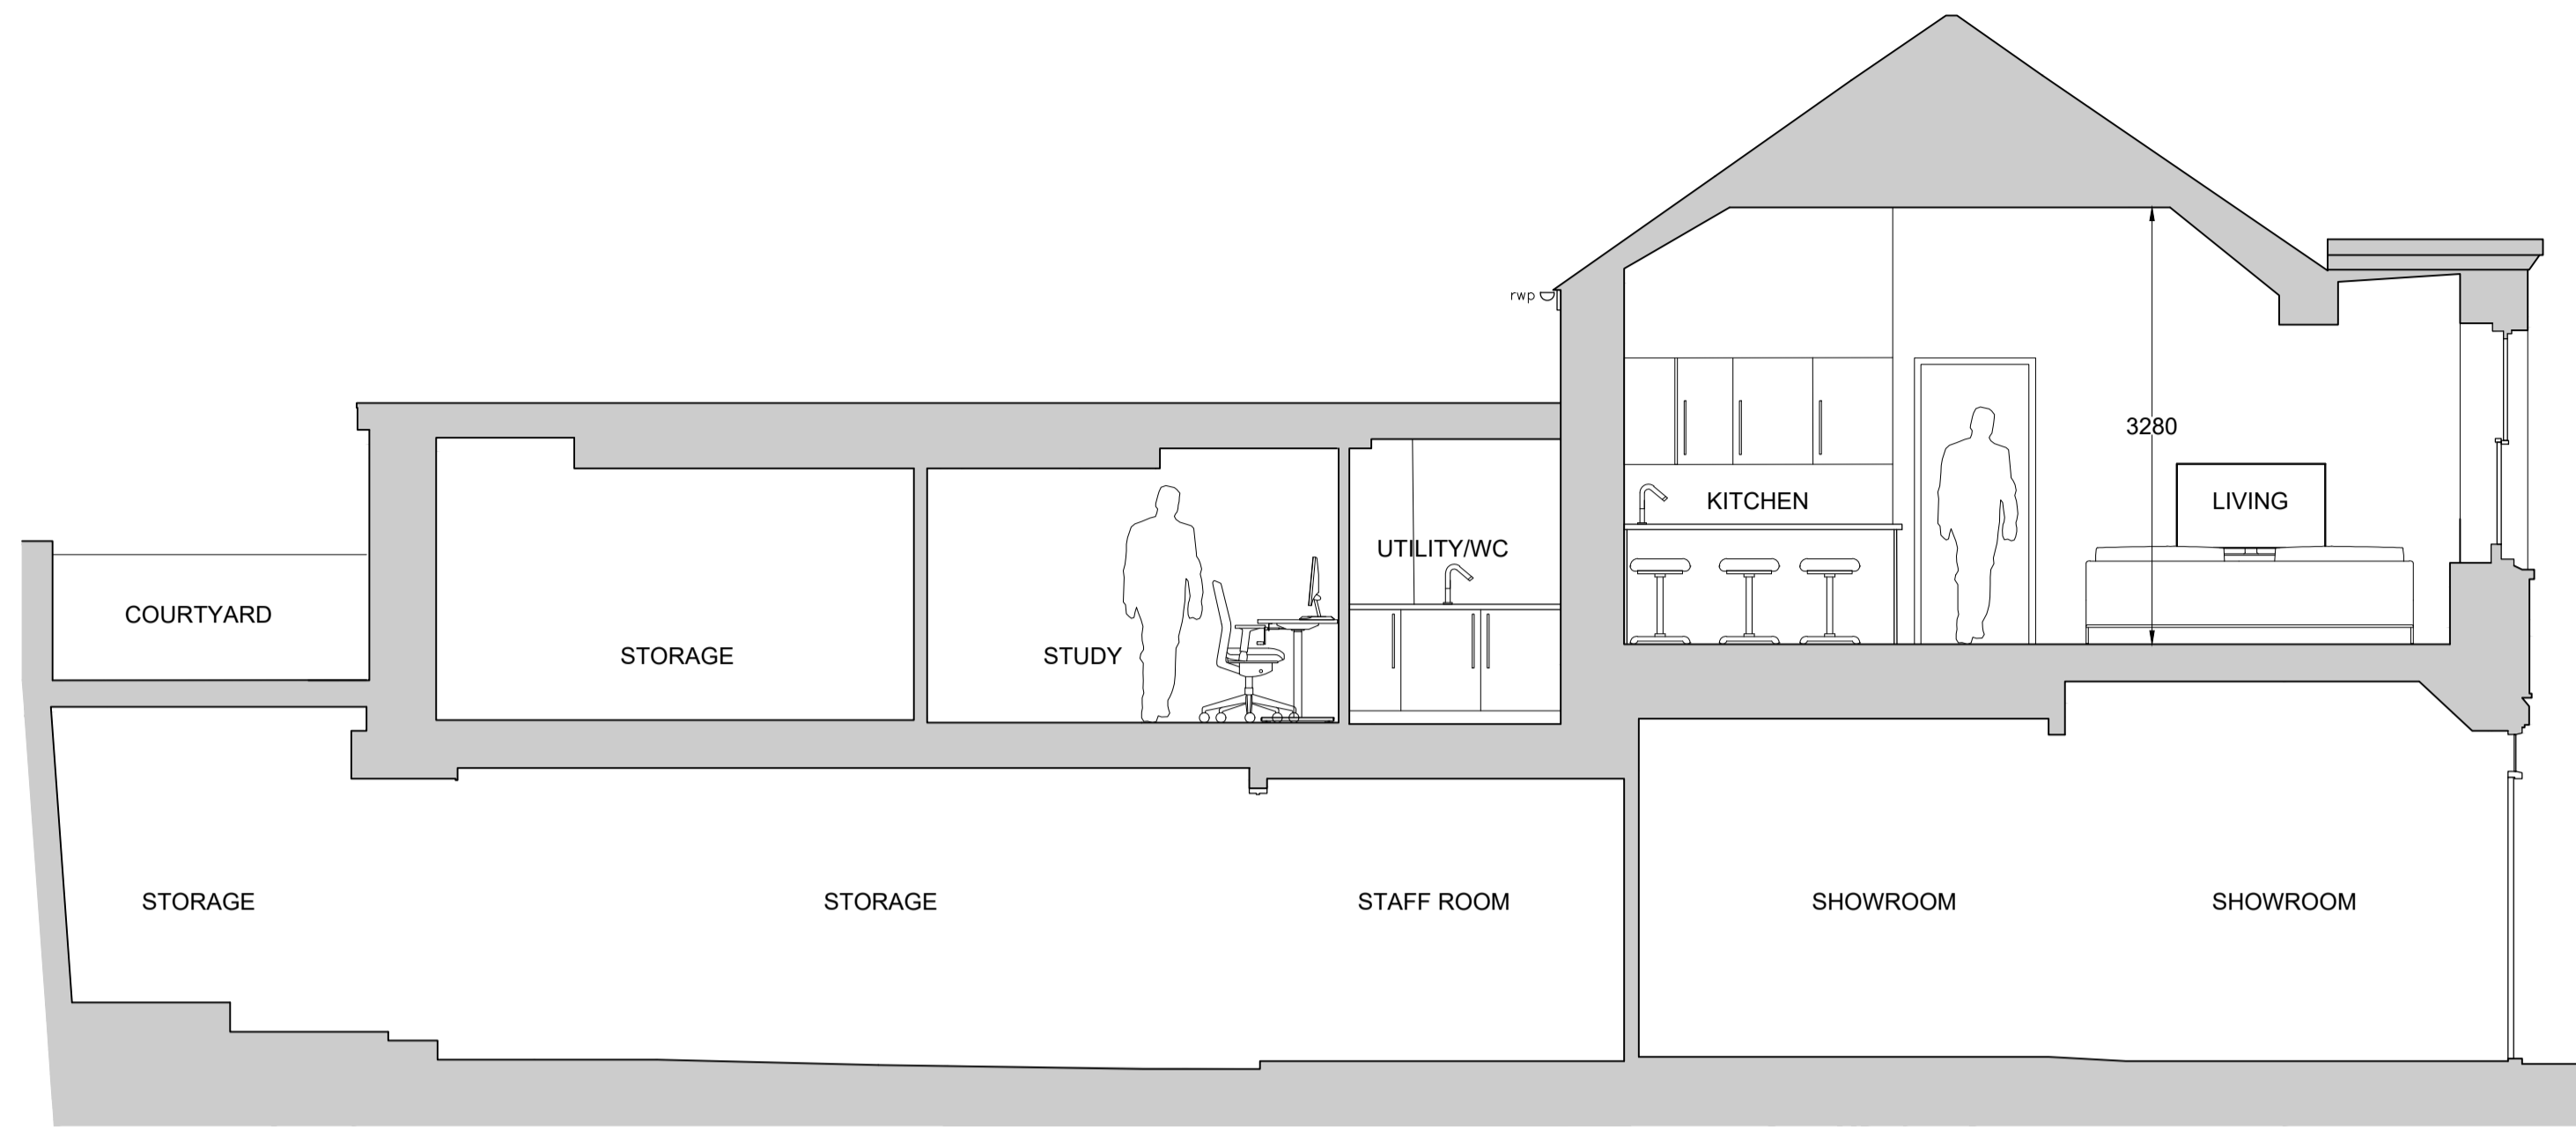 rwp
3280
KITCHEN
LIVING
UTILITY/WC
COURTYARD
STORAGE
STUDY
STORAGE
STORAGE
STAFF ROOM
SHOWROOM
SHOWROOM